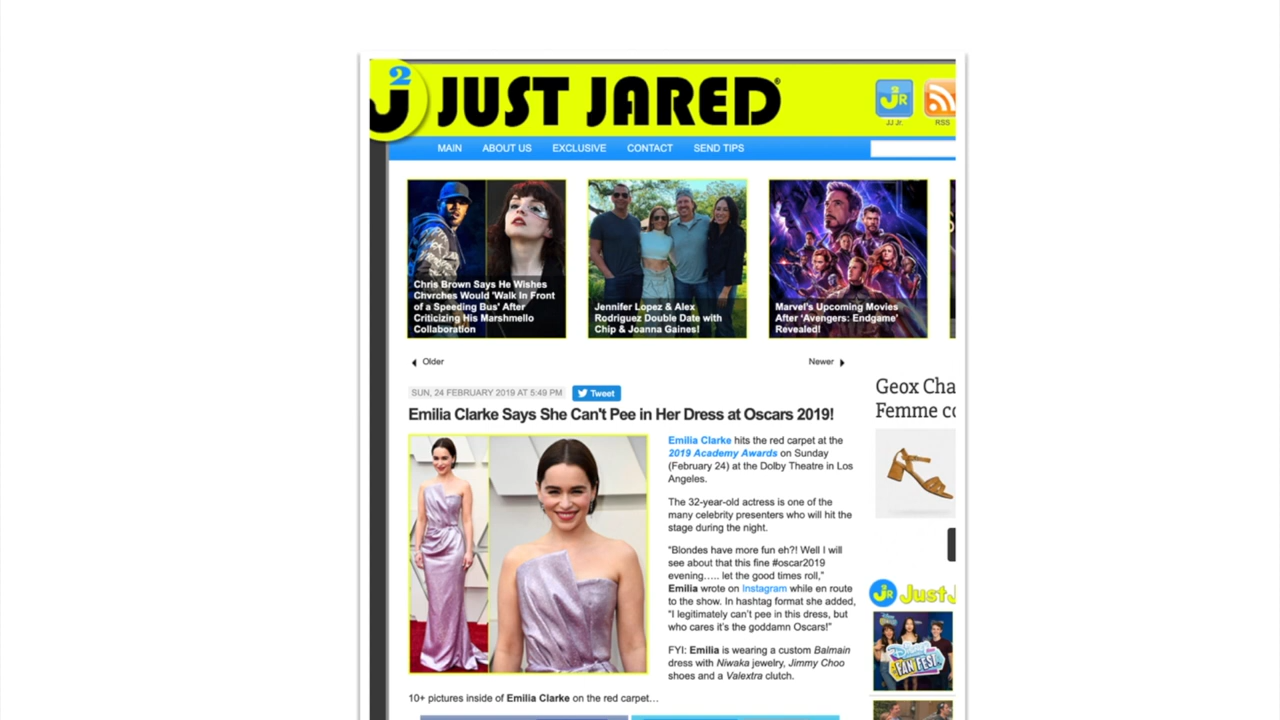 J2
JUST JARED®
JR
JJ Jr.
RSS
MAIN
ABOUT US
EXCLUSIVE
CONTACT
SEND TIPS
Chris Brown Says He Wishes
Chvrches Would 'Walk In Front
of a Speeding Bus' After
Criticizing His Marshmello
Collaboration
Jennifer Lopez & Alex
Rodriguez Double Date with
Chip & Joanna Gaines!
Marvel's Upcoming Movies
After 'Avengers: Endgame'
Revealed!
Older
Newer
SUN, 24 FEBRUARY 2019 AT 5:49 PM
Tweet
Emilia Clarke Says She Can't Pee in Her Dress at Oscars 2019!
Emilia Clarke hits the red carpet at the
2019 Academy Awards on Sunday
(February 24) at the Dolby Theatre in Los
Angeles.
The 32-year-old actress is one of the
many celebrity presenters who will hit the
stage during the night.
"Blondes have more fun eh?! Well I will
see about that this fine #oscar2019
evening….. let the good times roll,"
Emilia wrote on Instagram while en route
to the show. In hashtag format she added,
"I legitimately can't pee in this dress, but
who cares it's the goddamn Oscars!"
FYI: Emilia is wearing a custom Balmain
dress with Niwaka jewelry, Jimmy Choo
shoes and a Valextra clutch.
10+ pictures inside of Emilia Clarke on the red carpet…
Geox Cha
Femme co
JR Just J
Disney
FAN FEST